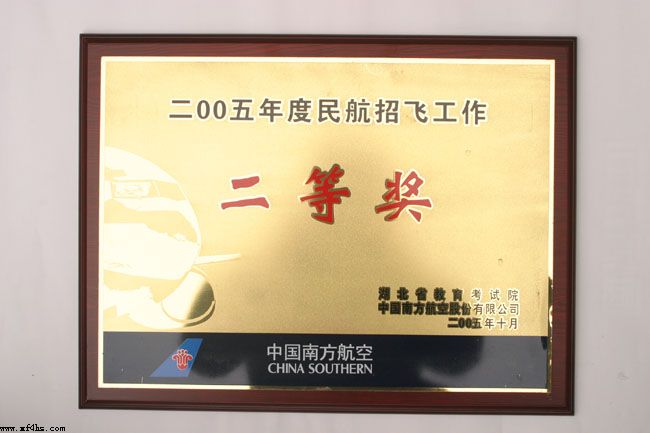 二00五年度民航招飞工作
二等奖
湖北省教育考试院
中国南方航空股份有限公司
二00五年十月
中国南方航空
CHINA SOUTHERN
www.xf4hs.com